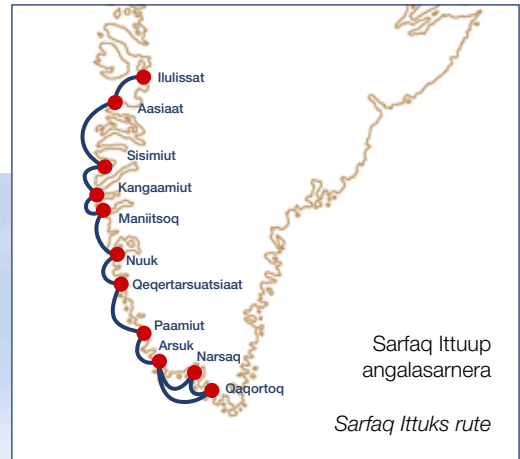 Ilulissat
Aasiaat
Sisimiut
Kangaamiut
Maniitsoq
Nuuk
Qeqertarsuatsiaat
Paamiut
Arsuk
Narsaq
Qaqortoq
Sarfaq Ittuup
angalasarnera
Sarfaq Ittuks rute